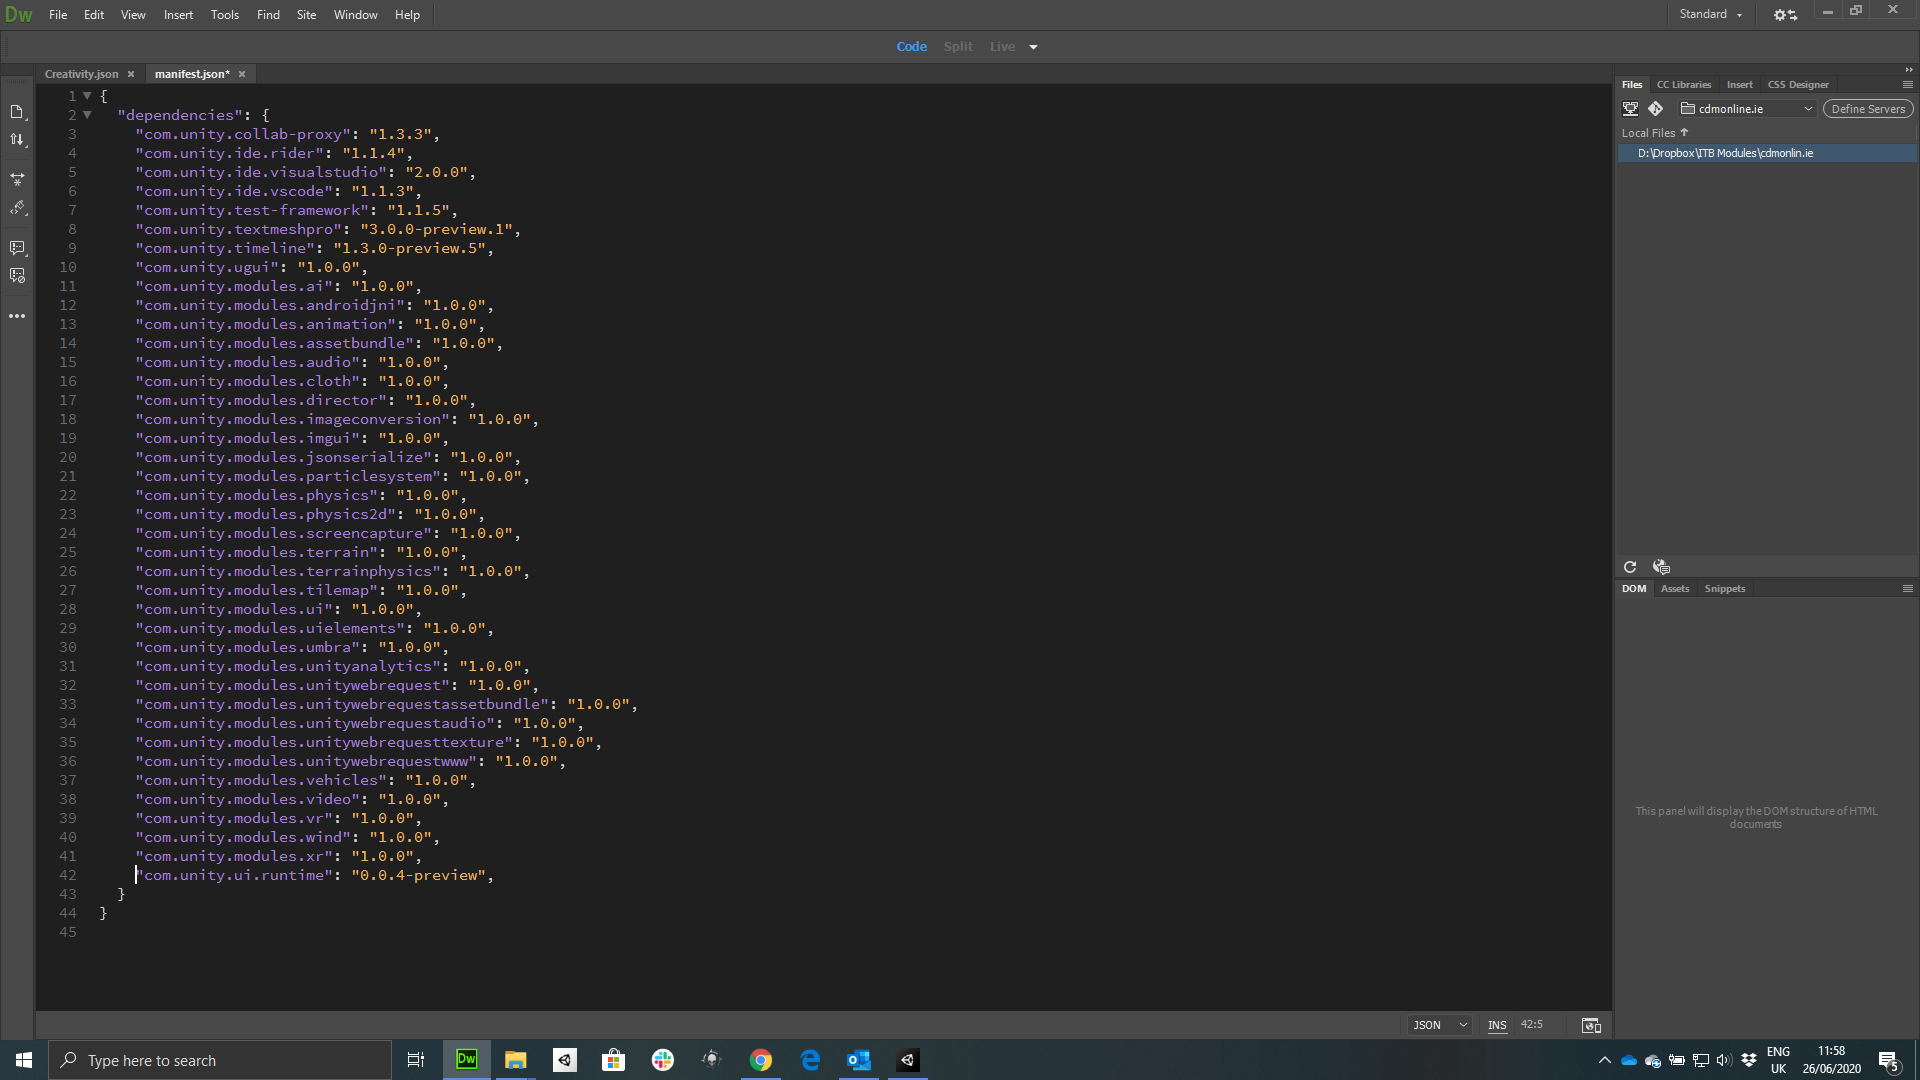 Dw File Edit View Insert Tools Find Site Window Help Standard
Code Split Live
Creativity.json × manifest.json* ×
1 {
2 "dependencies": {
3 "com.unity.collab-proxy": "1.3.3",
4 "com.unity.ide.rider": "1.1.4",
5 "com.unity.ide.visualstudio": "2.0.0",
6 "com.unity.ide.vscode": "1.1.3",
7 "com.unity.test-framework": "1.1.5",
8 "com.unity.textmeshpro": "3.0.0-preview.1",
9 "com.unity.timeline": "1.3.0-preview.5",
10 "com.unity.ugui": "1.0.0",
11 "com.unity.modules.ai": "1.0.0",
12 "com.unity.modules.androidjni": "1.0.0",
13 "com.unity.modules.animation": "1.0.0",
14 "com.unity.modules.assetbundle": "1.0.0",
15 "com.unity.modules.audio": "1.0.0",
16 "com.unity.modules.cloth": "1.0.0",
17 "com.unity.modules.director": "1.0.0",
18 "com.unity.modules.imageconversion": "1.0.0",
19 "com.unity.modules.imgui": "1.0.0",
20 "com.unity.modules.jsonserialize": "1.0.0",
21 "com.unity.modules.particlesystem": "1.0.0",
22 "com.unity.modules.physics": "1.0.0",
23 "com.unity.modules.physics2d": "1.0.0",
24 "com.unity.modules.screencapture": "1.0.0",
25 "com.unity.modules.terrain": "1.0.0",
26 "com.unity.modules.terrainphysics": "1.0.0",
27 "com.unity.modules.tilemap": "1.0.0",
28 "com.unity.modules.ui": "1.0.0",
29 "com.unity.modules.uielements": "1.0.0",
30 "com.unity.modules.umbra": "1.0.0",
31 "com.unity.modules.unityanalytics": "1.0.0",
32 "com.unity.modules.unitywebrequest": "1.0.0",
33 "com.unity.modules.unitywebrequestassetbundle": "1.0.0",
34 "com.unity.modules.unitywebrequestaudio": "1.0.0",
35 "com.unity.modules.unitywebrequesttexture": "1.0.0",
36 "com.unity.modules.unitywebrequestwww": "1.0.0",
37 "com.unity.modules.vehicles": "1.0.0",
38 "com.unity.modules.video": "1.0.0",
39 "com.unity.modules.vr": "1.0.0",
40 "com.unity.modules.wind": "1.0.0",
41 "com.unity.modules.xr": "1.0.0",
42 "com.unity.ui.runtime": "0.0.4-preview",
43 }
44 }
45
JSON INS 42:5
Files CC Libraries Insert CSS Designer
cdmonline.ie Define Servers
Local Files
D:\Dropbox\ITB Modules\cdmonlin.ie
DOM Assets Snippets
This panel will display the DOM structure of HTML
documents
Type here to search
Dw
ENG
UK
11:58
26/06/2020
5